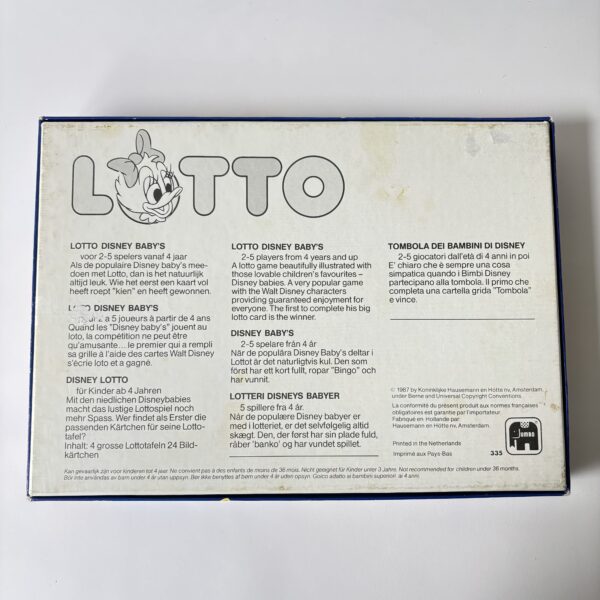 LOTTO
LOTTO DISNEY BABY'S
voor 2-5 spelers vanaf 4 jaar
Als de populaire Disney baby's mee-
doen met Lotto, dan is het natuurlijk
altijd leuk. Wie het eerst een kaart vol
heeft roept "kien" en heeft gewonnen.
DISNEY BABY'S
a 5 joueurs à partir de 4 ans
Quand les "Disney baby's" jouent au
loto, la compétition ne peut être
qu'amusante... le premier qui a rempli
sa grille à l'aide des cartes Walt Disney
s'écrie loto et a gagné.
DISNEY LOTTO
für Kinder ab 4 Jahren
Mit den niedlichen Disneybabies
macht das lustige Lottospiel noch
mehr Spass. Wer findet als Erster die
passenden Kärtchen für seine Lotto-
tafel?
Inhalt: 4 grosse Lottotafeln 24 Bild-
kärtchen
LOTTO DISNEY BABY'S
2-5 players from 4 years and up
A lotto game beautifully illustrated with
those lovable children's favourites –
Disney babies. A very popular game
with the Walt Disney characters
providing guaranteed enjoyment for
everyone. The first to complete his big
lotto card is the winner.
DISNEY BABY'S
2-5 spelare från 4 år
När de populära Disney Baby's deltar i
Lottot är det naturligtvis kul. Den som
först har ett kort fullt, ropar "Bingo" och
har vunnit.
LOTTERI DISNEYS BABYER
5 spillere fra 4 år.
Når de populære Disney babyer er
med i lotteriet, er det selvfølgelig altid
skægt. Den, der først har sin plade fuld,
råber 'banko' og har vundet spillet.
TOMBOLA DEI BAMBINI DI DISNEY
2-5 giocatori dall'età di 4 anni in poi
E' chiaro che è sempre una cosa
simpatica quando i Bimbi Disney
partecipano alla tombola. Il primo che
completa una cartella grida "Tombola"
e vince.
© 1987 by Koninklijke Hausemann en Hötte nv, Amsterdam,
under Berne and Universal Copyright Conventions.
La conformité du présent produit aux normes françaises
obligatoires est garantie par l'importateur.
Fabriqué en Hollande par:
Hausemann en Hötte nv, Amsterdam.
Printed in the Netherlands
Imprimé aux Pays-Bas
335
Jumbo
Kan gevaarlijk zijn voor kinderen tot 4 jaar. Ne convient pas à des enfants de moins de 36 mois. Nicht geeignet für Kinder unter 3 Jahre. Not recommended for children under 36 months.
Bör inte användas av barn under 4 år utan uppsyn. Bør ikke benyttes af børn under 4 år uden opsyn. Gioco adatto ai bambini superiori ai 4 anni.